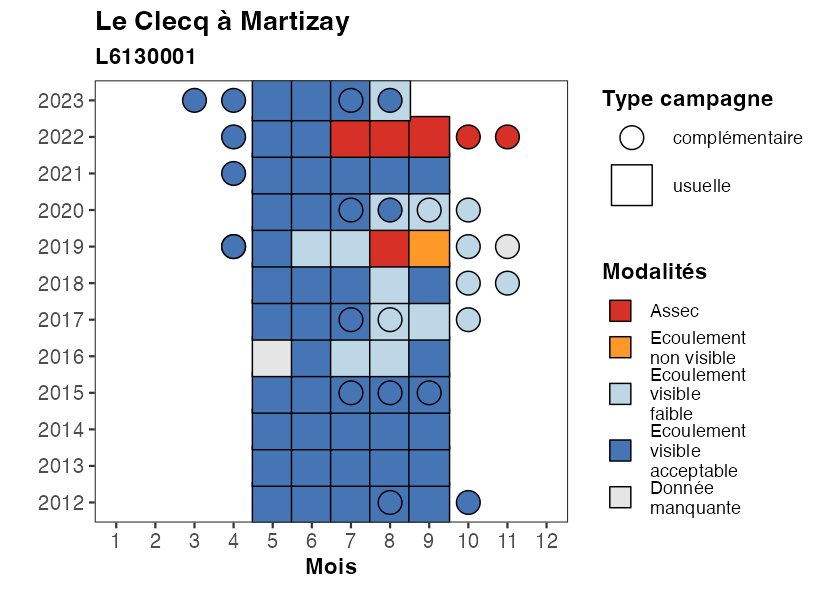 Le Clecq à Martizay
L6130001
2023
2022
2021
2020
2019
2018
2017
2016
2015
2014
2013
2012
1 2 3 4 5 6 7 8 9 10 11 12
Mois
Type campagne
complémentaire
usuelle
Modalités
Assec
Ecoulement
non visible
Ecoulement
visible
faible
Ecoulement
visible
acceptable
Donnée
manquante